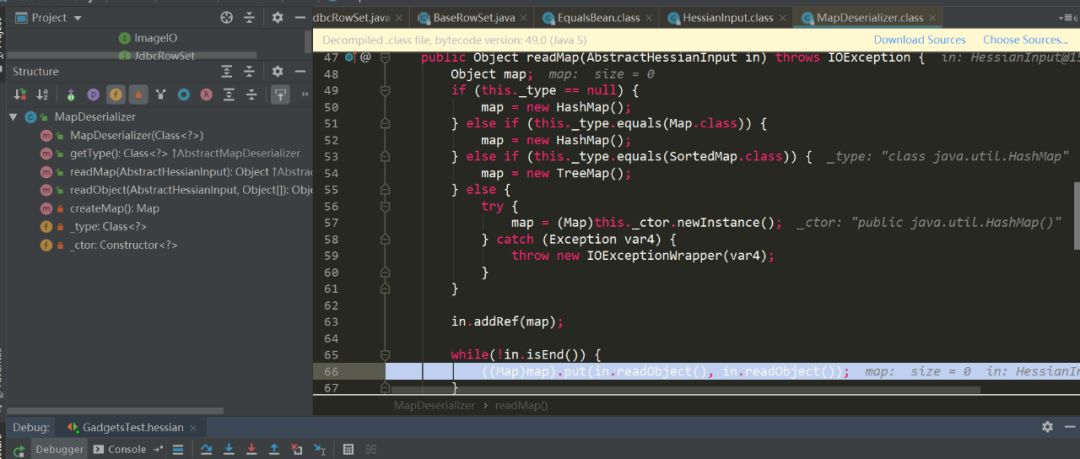 Project
ImageIO
JdbcRowSet
Structure
MapDeserializer
MapDeserializer(Class<?>)
getType(): Class<?> ↑AbstractMapDeserializer
readMap(AbstractHessianInput): Object ↑Abstrac
readObject(AbstractHessianInput, Object[]): Obje
createMap(): Map
_type: Class<?>
_ctor: Constructor<?>
dbcRowSet.java × BaseRowSet.java × EqualsBean.class × HessianInput.class × MapDeserializer.class ×
Decompiled .class file, bytecode version: 49.0 (Java 5) Download Sources Choose Sources...
47 @ public Object readMap(AbstractHessianInput in) throws IOException { in: HessianInput@15
48 Object map; map: size = 0
49 if (this._type == null) {
50 map = new HashMap();
51 } else if (this._type.equals(Map.class)) {
52 map = new HashMap();
53 } else if (this._type.equals(SortedMap.class)) { _type: "class java.util.HashMap"
54 map = new TreeMap();
55 } else {
56 try {
57 map = (Map)this._ctor.newInstance(); _ctor: "public java.util.HashMap()"
58 } catch (Exception var4) {
59 throw new IOExceptionWrapper(var4);
60 }
61 }
62
63 in.addRef(map);
64
65 while(!in.isEnd()) {
66 ((Map)map).put(in.readObject(), in.readObject()); map: size = 0 in: HessianIn
67 }
MapDeserializer › readMap()
Debug: GadgetsTest.hessian ×
Debugger Console